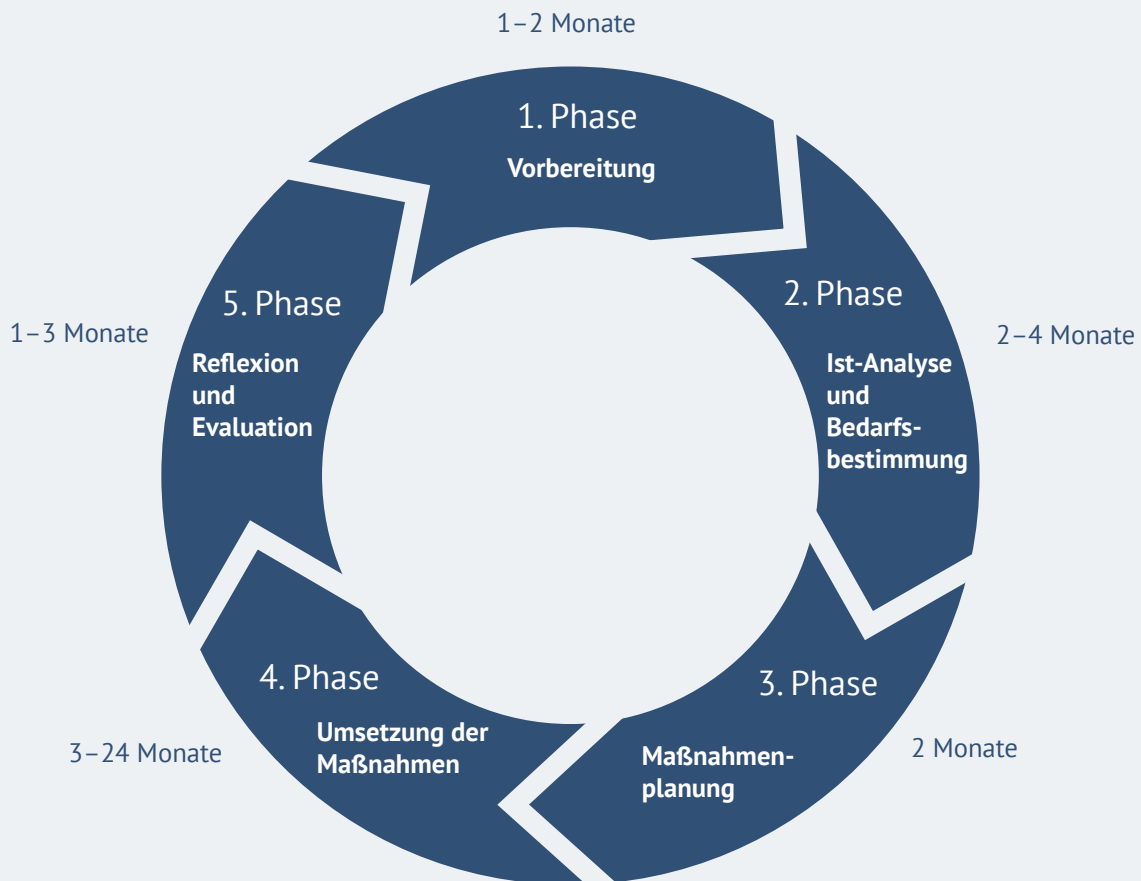 1–2 Monate
1. Phase
Vorbereitung
2. Phase
2–4 Monate
Ist-Analyse
und
Bedarfs-
bestimmung
3. Phase
2 Monate
Maßnahmen-
planung
4. Phase
Umsetzung der
Maßnahmen
3–24 Monate
5. Phase
1–3 Monate
Reflexion
und
Evaluation